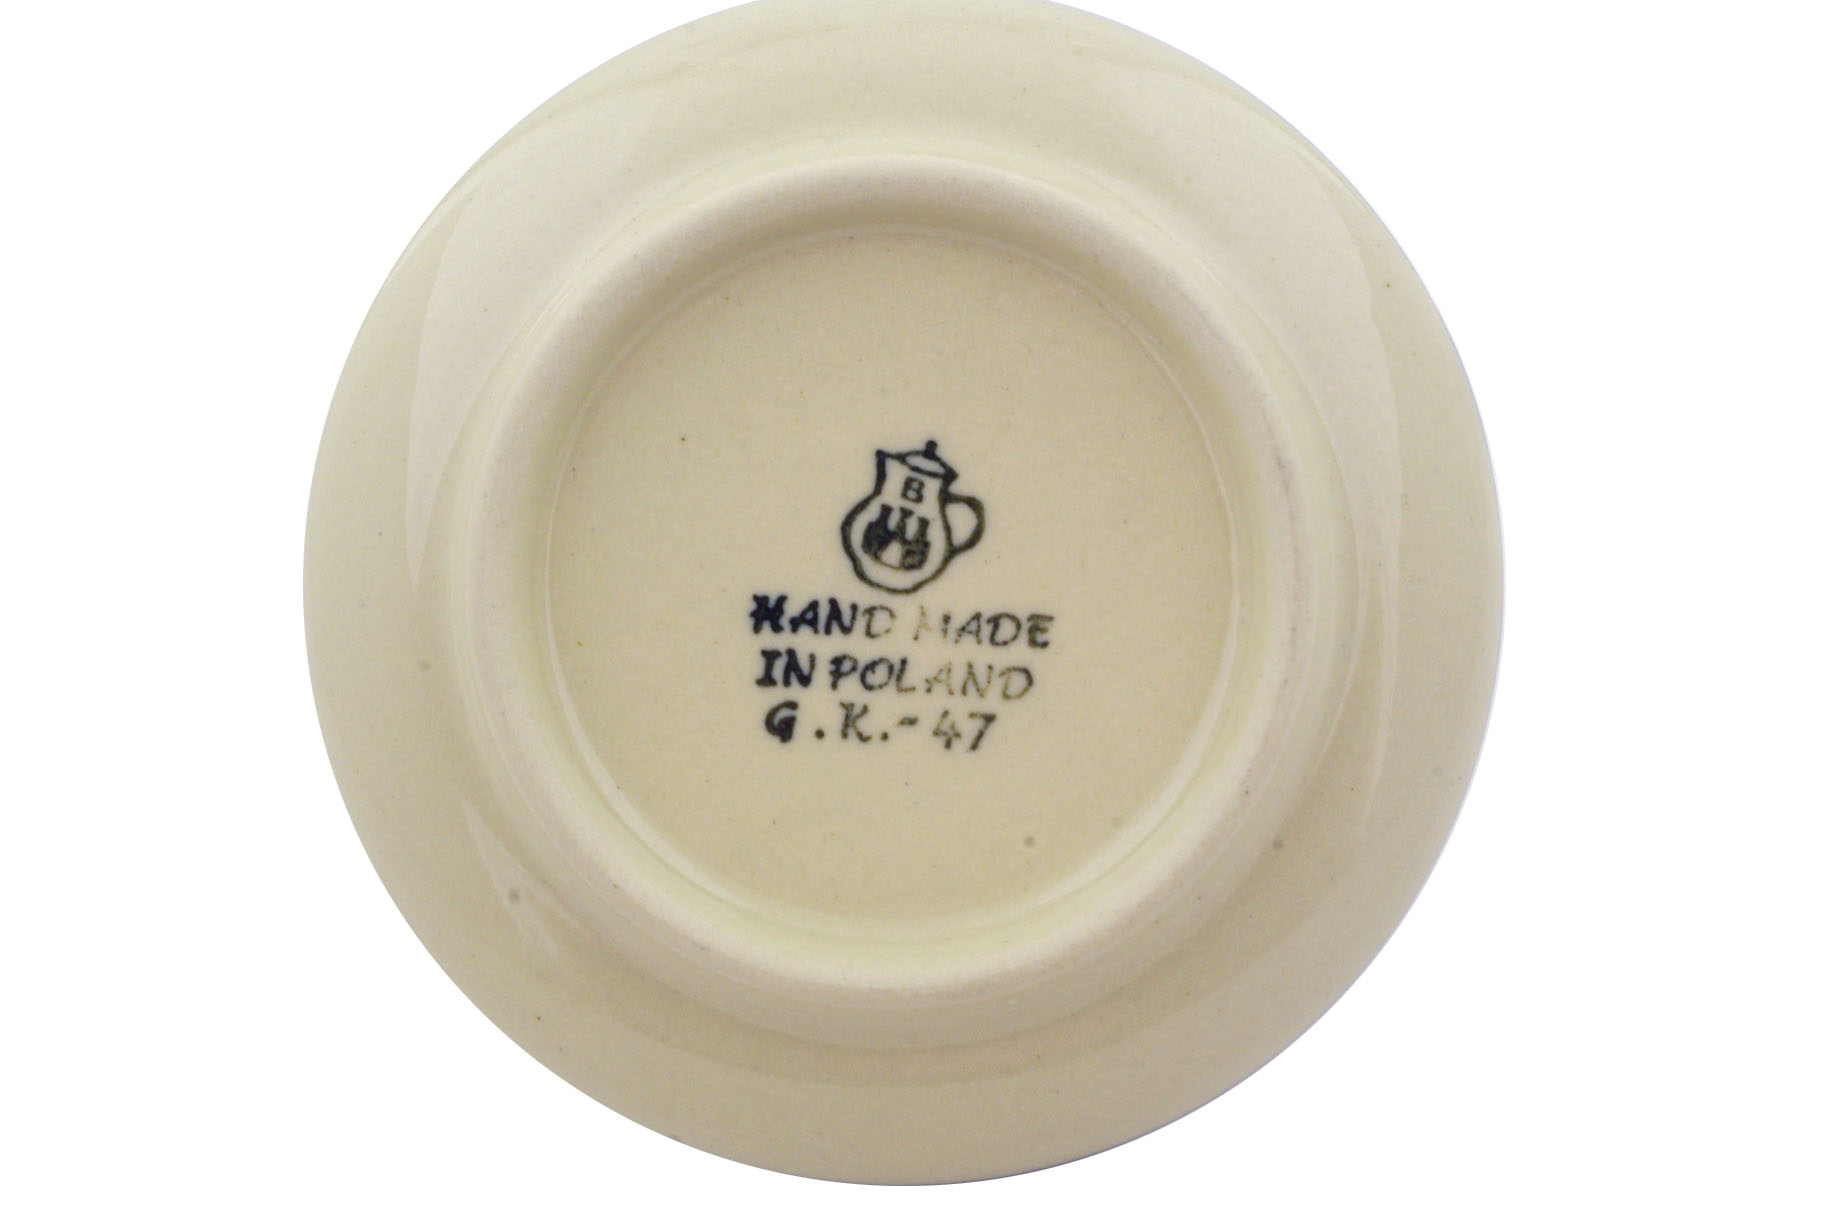 B
HAND MADE
IN POLAND
G.K.-47